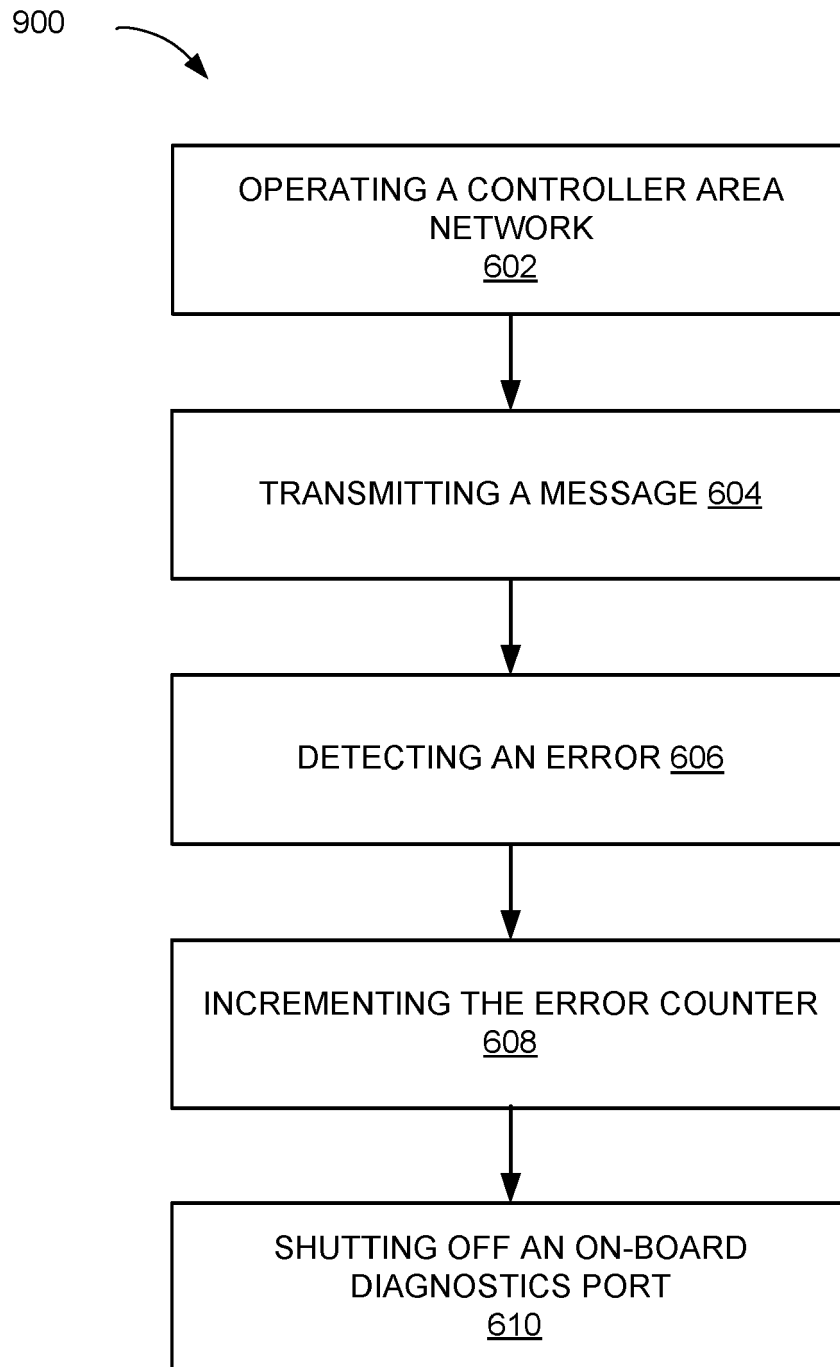 900
OPERATING A CONTROLLER AREA
NETWORK
602
TRANSMITTING A MESSAGE 604
DETECTING AN ERROR 606
INCREMENTING THE ERROR COUNTER
608
SHUTTING OFF AN ON-BOARD
DIAGNOSTICS PORT
610